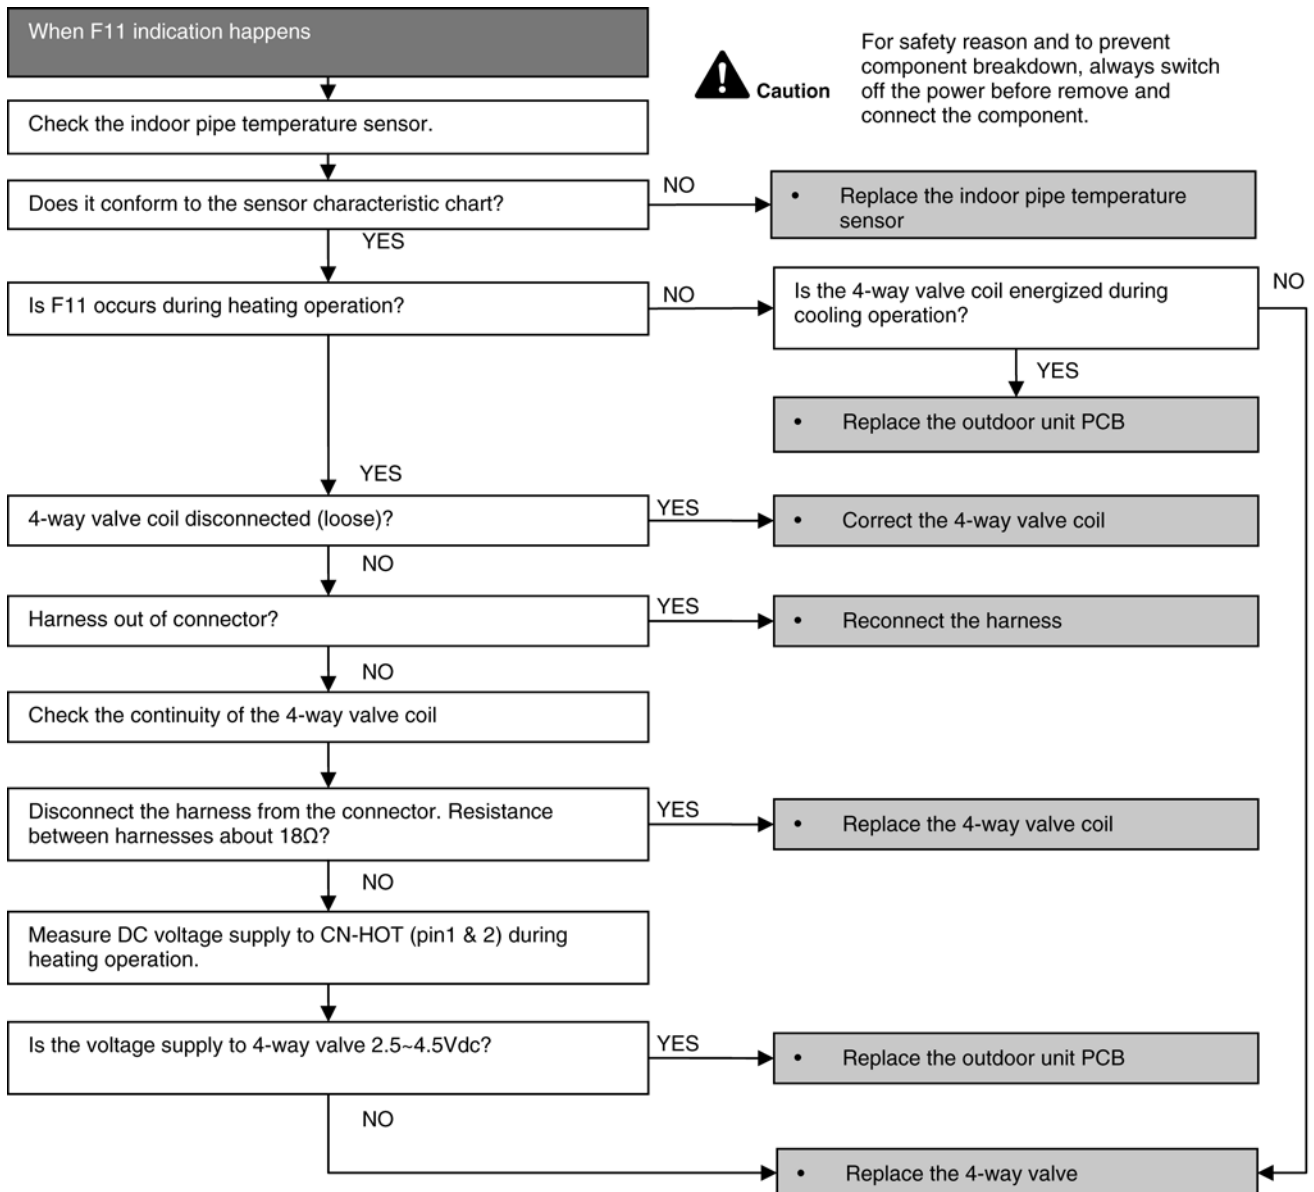 When F11 indication happens
Caution
For safety reason and to prevent
component breakdown, always switch
off the power before remove and
connect the component.
Check the indoor pipe temperature sensor.
Does it conform to the sensor characteristic chart?
NO
• Replace the indoor pipe temperature
sensor
YES
Is F11 occurs during heating operation?
NO
Is the 4-way valve coil energized during
cooling operation?
NO
YES
• Replace the outdoor unit PCB
YES
4-way valve coil disconnected (loose)?
YES
• Correct the 4-way valve coil
NO
Harness out of connector?
YES
• Reconnect the harness
NO
Check the continuity of the 4-way valve coil
Disconnect the harness from the connector. Resistance
between harnesses about 18Ω?
YES
• Replace the 4-way valve coil
NO
Measure DC voltage supply to CN-HOT (pin1 & 2) during
heating operation.
Is the voltage supply to 4-way valve 2.5~4.5Vdc?
YES
• Replace the outdoor unit PCB
NO
• Replace the 4-way valve